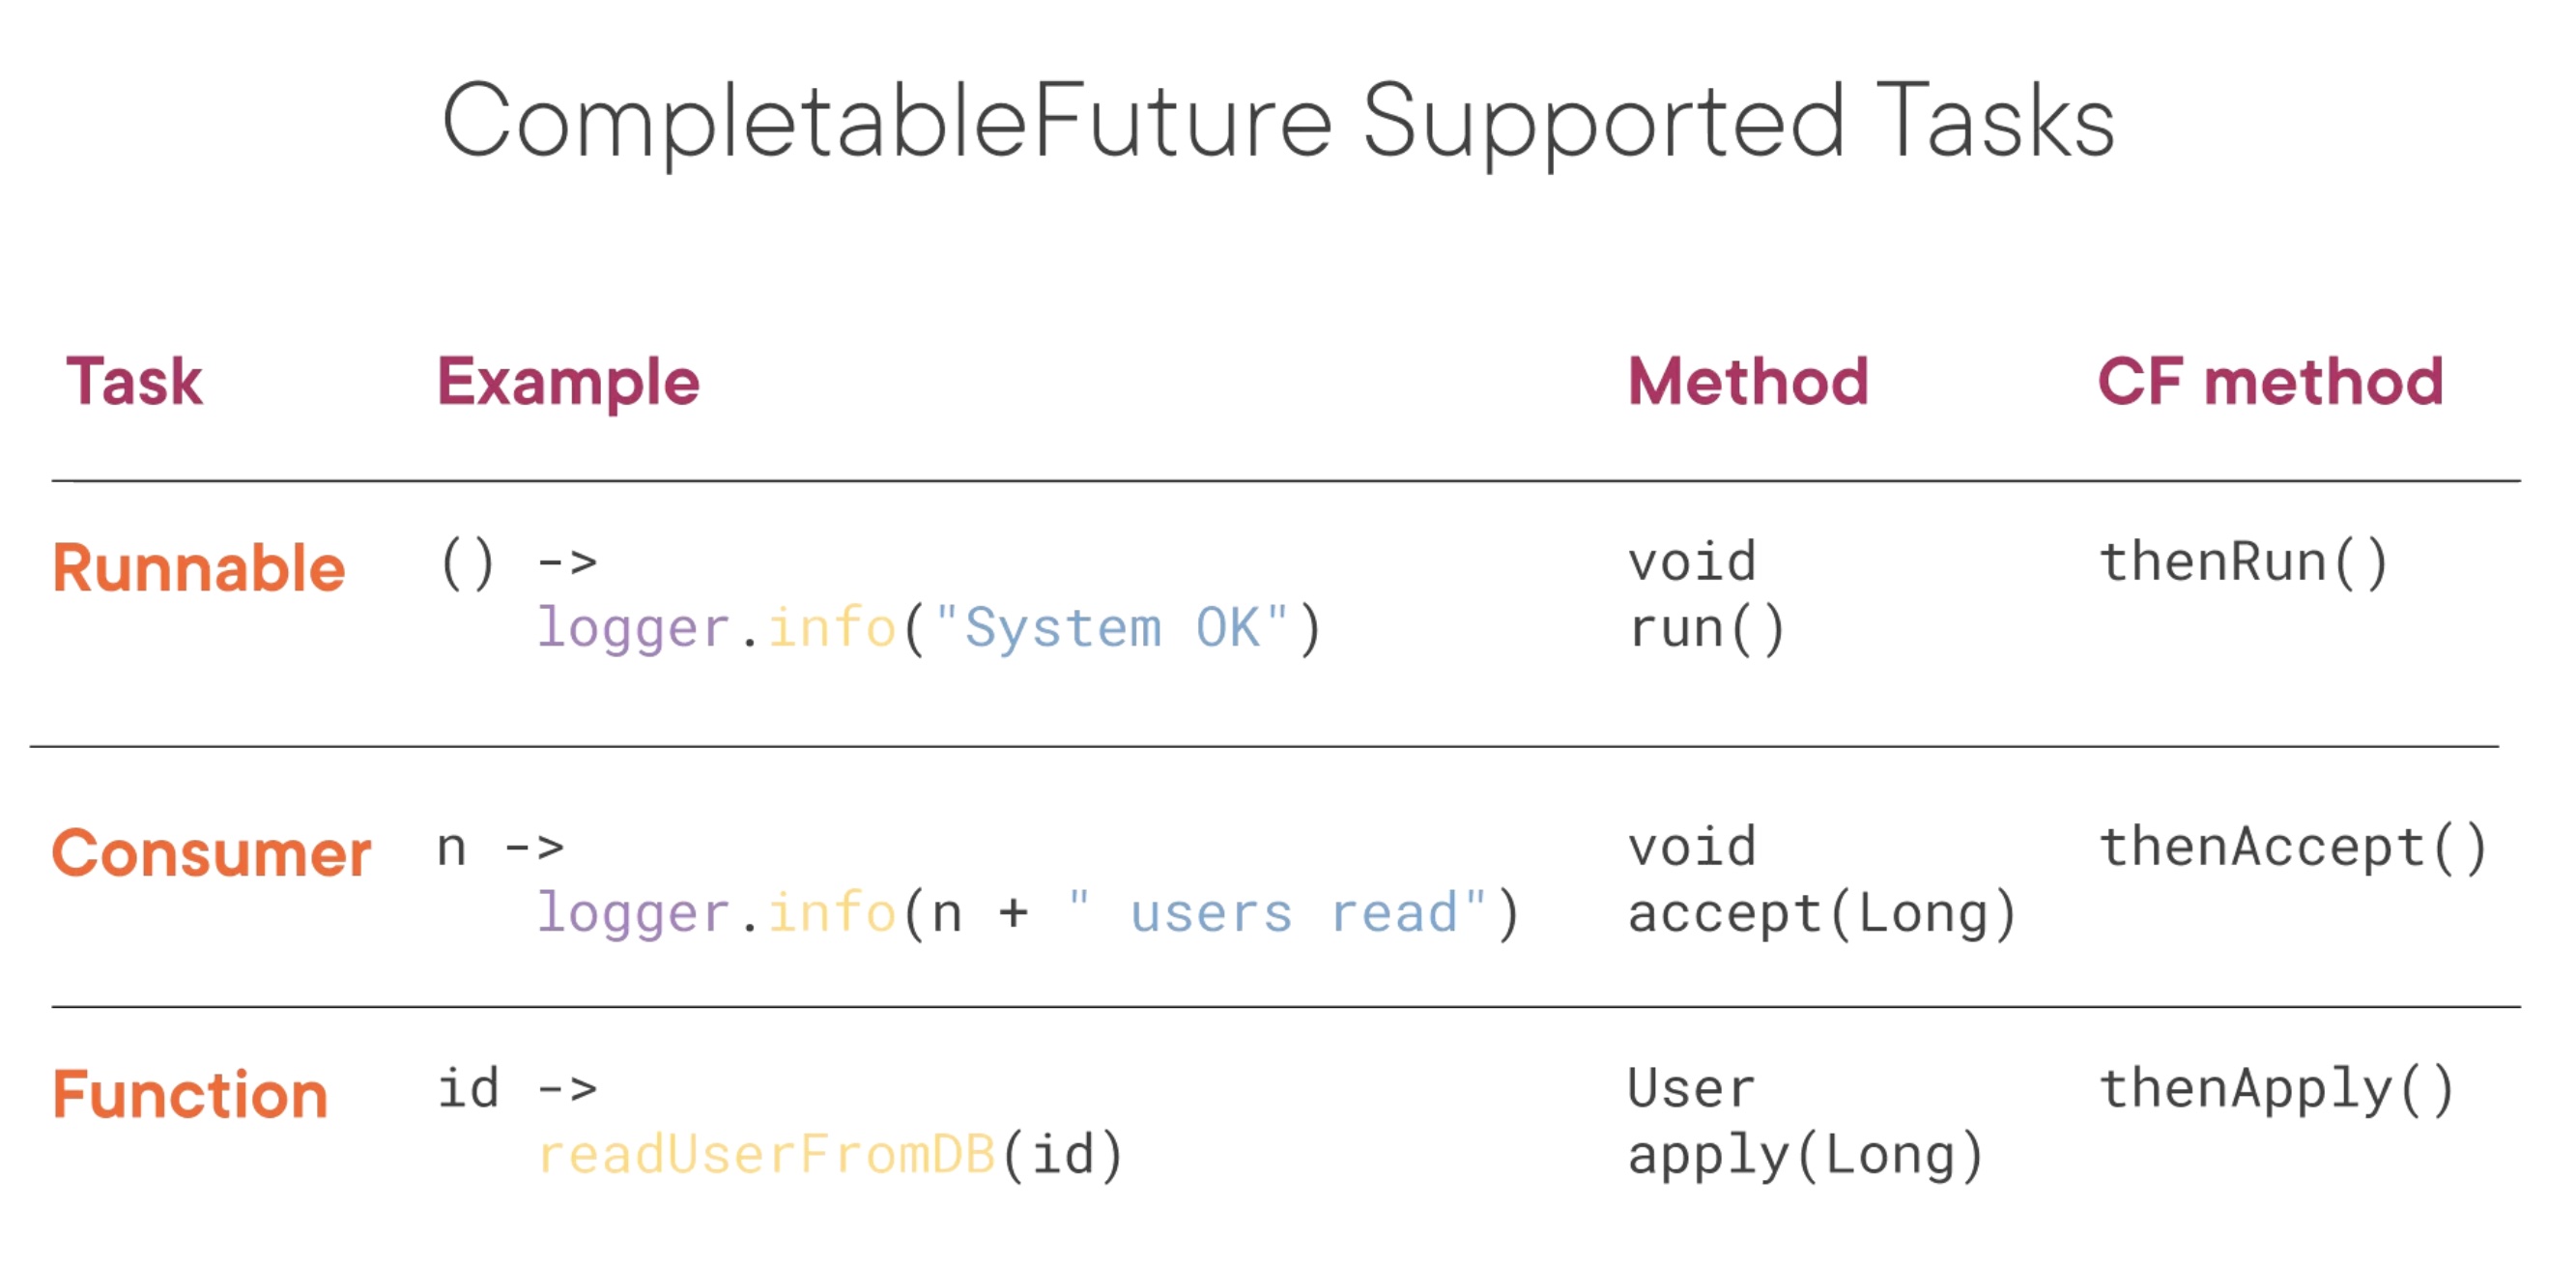 CompletableFuture Supported Tasks
Task Example Method CF method
Runnable () -> void thenRun()
logger.info("System OK") run()
Consumer n -> void thenAccept()
logger.info(n + " users read") accept(Long)
Function id -> User thenApply()
readUserFromDB(id) apply(Long)